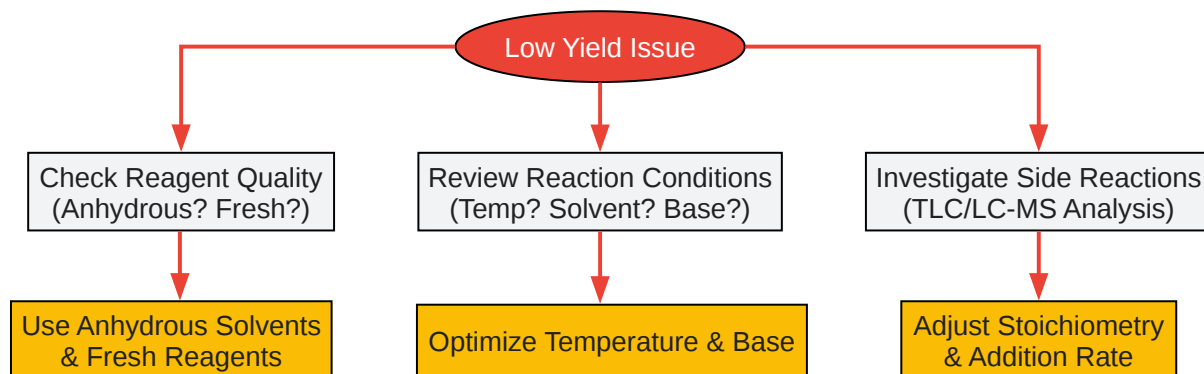 Low Yield Issue
Check Reagent Quality
(Anhydrous? Fresh?)
Review Reaction Conditions
(Temp? Solvent? Base?)
Investigate Side Reactions
(TLC/LC-MS Analysis)
Use Anhydrous Solvents
& Fresh Reagents
Optimize Temperature & Base
Adjust Stoichiometry
& Addition Rate